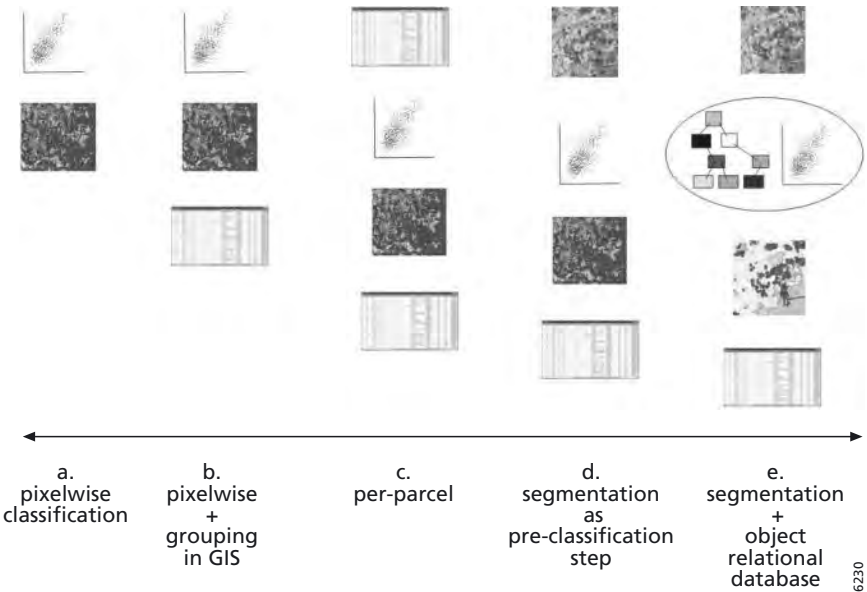 a.
pixelwise
classification
b.
pixelwise
+
grouping
in GIS
c.
per-parcel
d.
segmentation
as
pre-classification
step
e.
segmentation
+
object
relational
database
6230